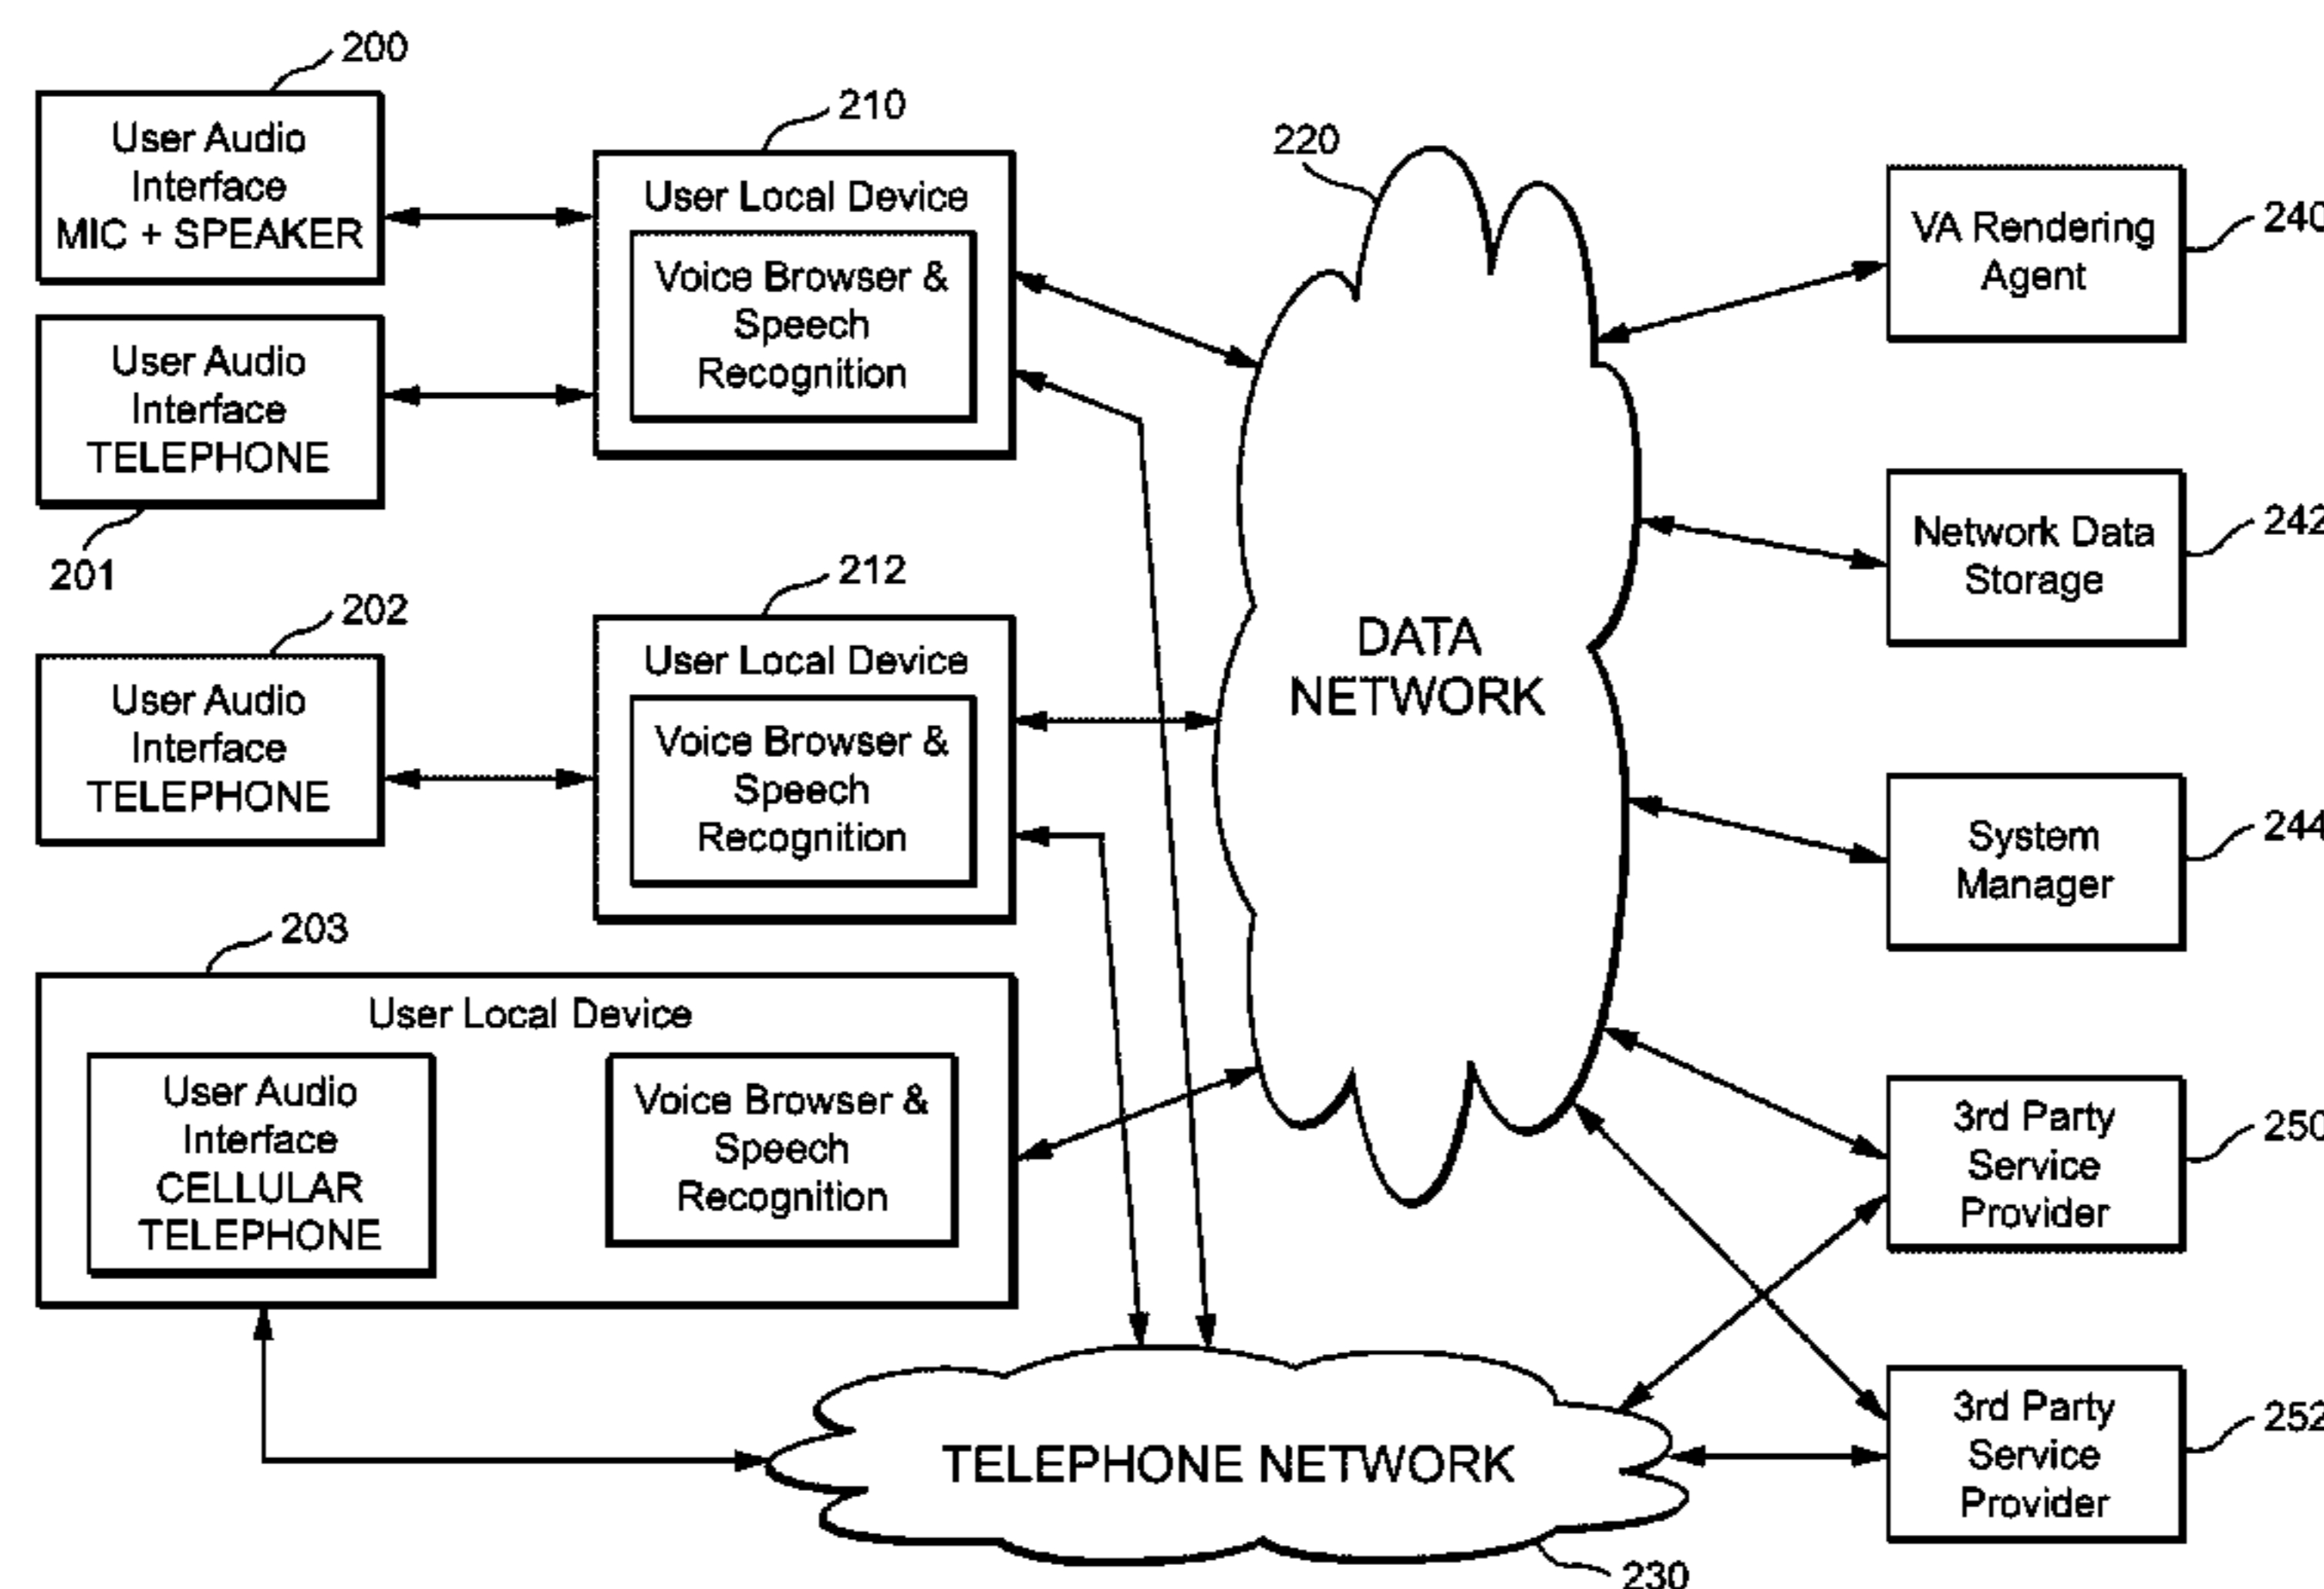 200
User Audio
Interface
MIC + SPEAKER
User Audio
Interface
TELEPHONE
201
202
User Audio
Interface
TELEPHONE
210
User Local Device
Voice Browser &
Speech
Recognition
212
User Local Device
Voice Browser &
Speech
Recognition
203
User Local Device
User Audio
Interface
CELLULAR
TELEPHONE
Voice Browser &
Speech
Recognition
220
DATA
NETWORK
TELEPHONE NETWORK
230
VA Rendering
Agent
240
Network Data
Storage
242
System
Manager
244
3rd Party
Service
Provider
250
3rd Party
Service
Provider
252